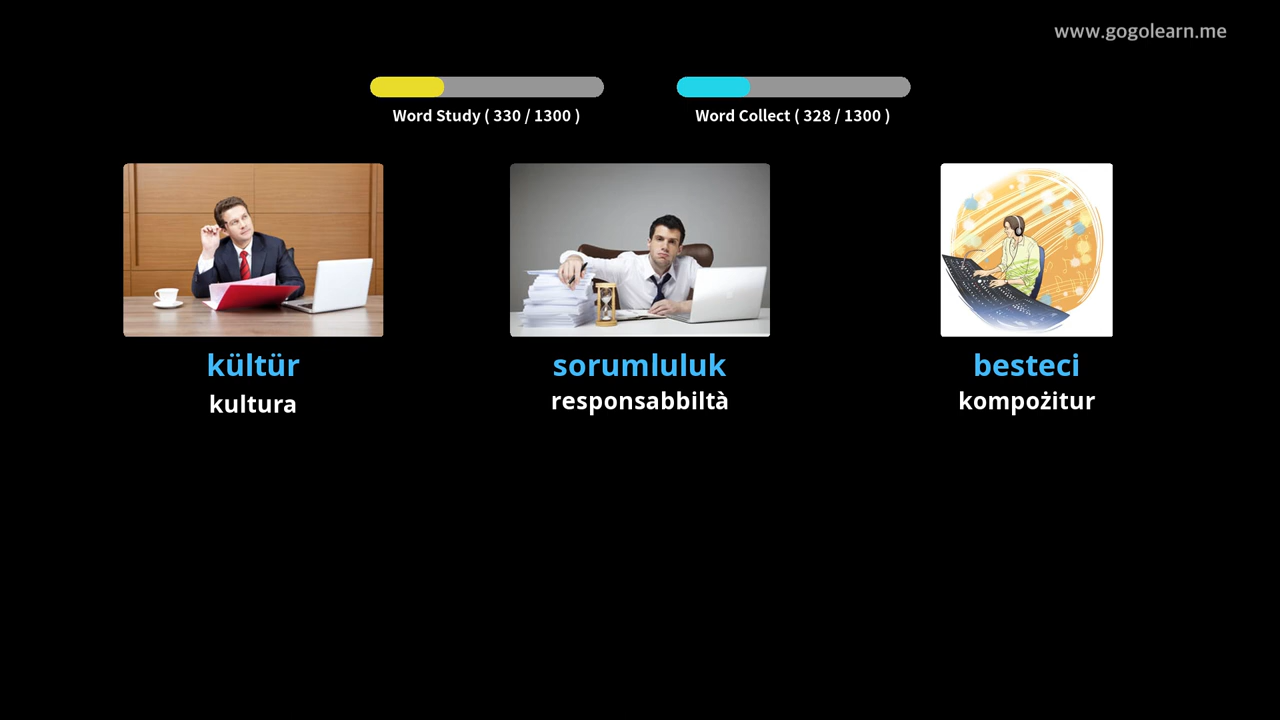 www.gogolearn.me
Word Study ( 330 / 1300 )
Word Collect ( 328 / 1300 )
kültür
kultura
sorumluluk
responsabbiltà
besteci
kompożitur